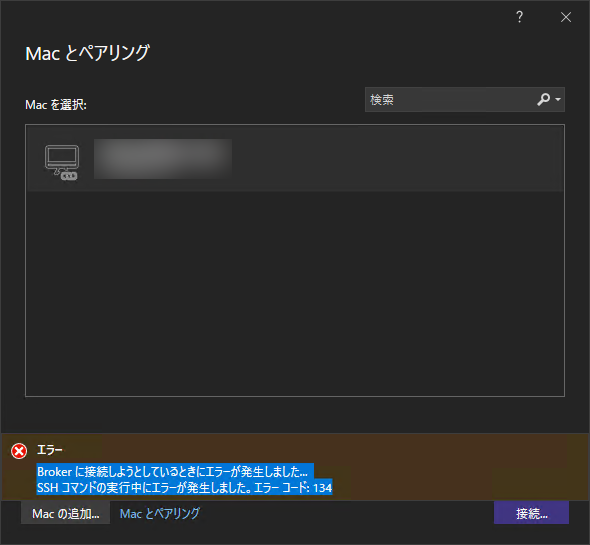 ?
Mac とペアリング
Mac を選択:
検索
エラー
Broker に接続しようとしているときにエラーが発生しました...
SSH コマンドの実行中にエラーが発生しました。エラー コード: 134
Mac の追加...
Mac とペアリング
接続...